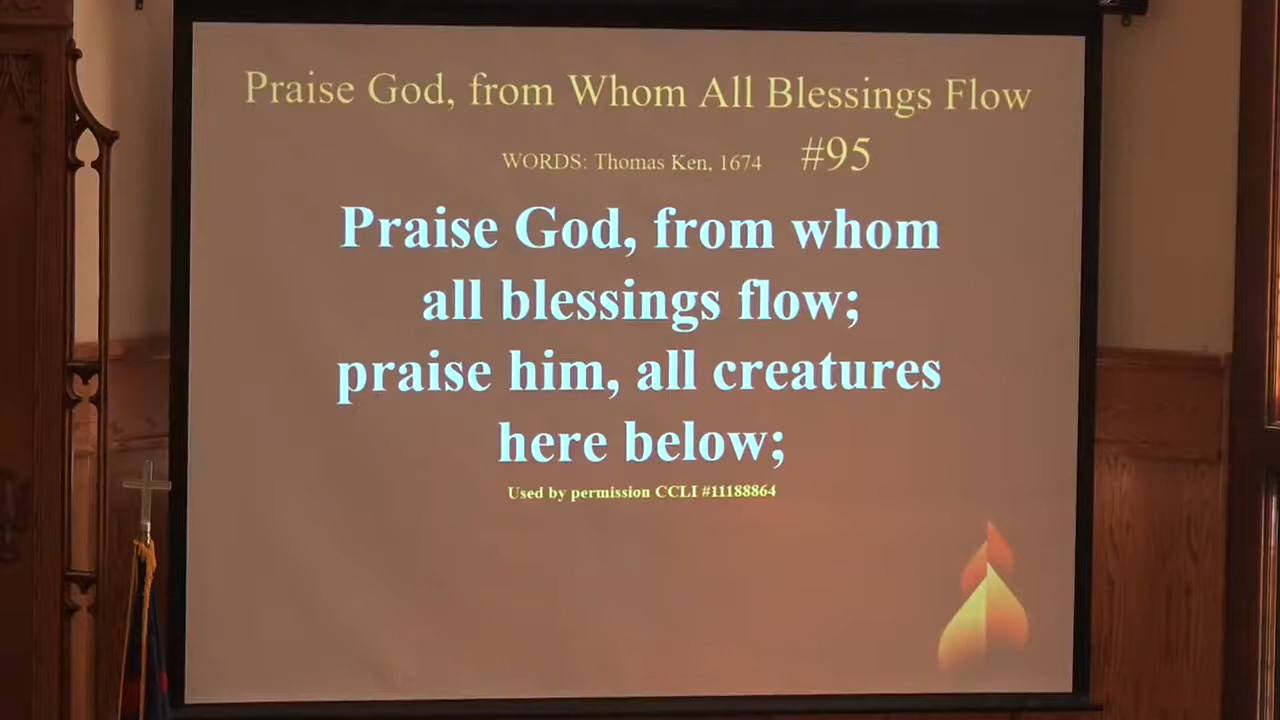 Praise God, from Whom All Blessings Flow
WORDS: Thomas Ken, 1674 #95
Praise God, from whom
all blessings flow;
praise him, all creatures
here below;
Used by permission CCLI #11188864